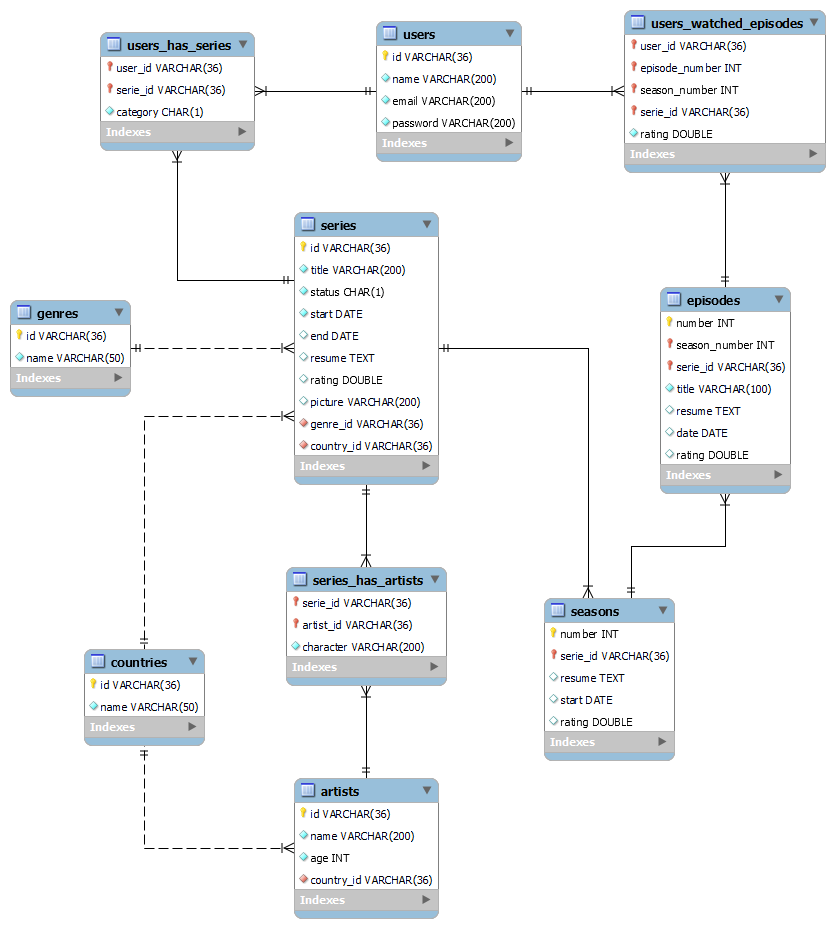 users_has_series
user_id VARCHAR(36)
serie_id VARCHAR(36)
category CHAR(1)
Indexes
users
id VARCHAR(36)
name VARCHAR(200)
email VARCHAR(200)
password VARCHAR(200)
Indexes
users_watched_episodes
user_id VARCHAR(36)
episode_number INT
season_number INT
serie_id VARCHAR(36)
rating DOUBLE
Indexes
series
id VARCHAR(36)
title VARCHAR(200)
status CHAR(1)
start DATE
end DATE
resume TEXT
rating DOUBLE
picture VARCHAR(200)
genre_id VARCHAR(36)
country_id VARCHAR(36)
Indexes
genres
id VARCHAR(36)
name VARCHAR(50)
Indexes
episodes
number INT
season_number INT
serie_id VARCHAR(36)
title VARCHAR(100)
resume TEXT
date DATE
rating DOUBLE
Indexes
series_has_artists
serie_id VARCHAR(36)
artist_id VARCHAR(36)
character VARCHAR(200)
Indexes
seasons
number INT
serie_id VARCHAR(36)
resume TEXT
start DATE
rating DOUBLE
Indexes
countries
id VARCHAR(36)
name VARCHAR(50)
Indexes
artists
id VARCHAR(36)
name VARCHAR(200)
age INT
country_id VARCHAR(36)
Indexes